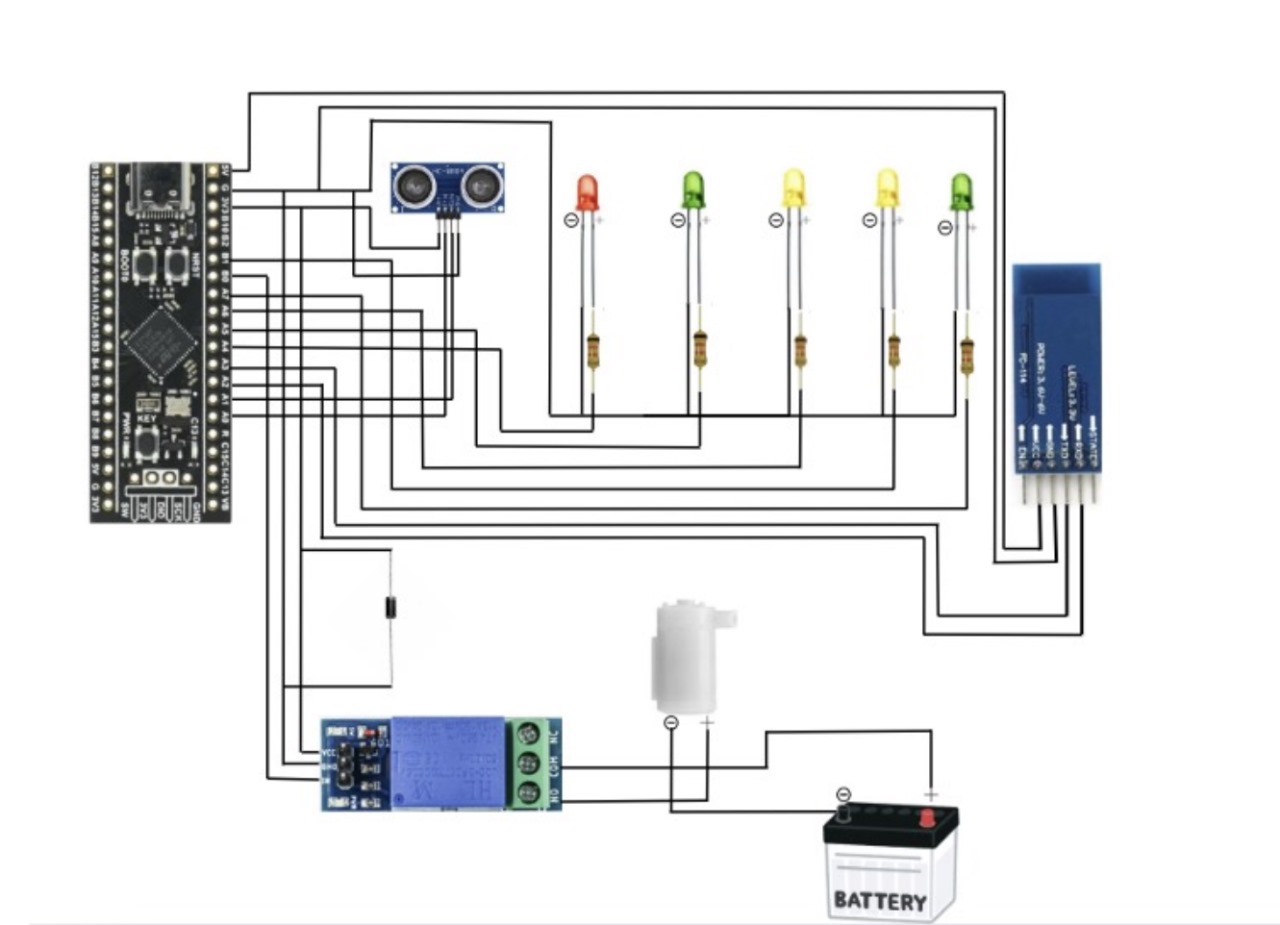 5V
G
3V3
B10
B2
B1
B0
A7
A6
A5
A4
A3
A2
A1
A0
R
C15
C14
C13
VB
B12
B13
B14
B15
A8
A9
A10
A11
A12
A15
B3
B4
B5
B6
B7
B8
B9
5V
G
3V3
BOOT0
NRST
KEY
PWR
C13
SW
3V3
DIO
SCK
GND
⊖ +
⊖ +
⊖ +
⊖ +
⊖ +
FC-114
POWER:3.6V-6V
LEVEL:3.3V
EN
VCC
GND
TXD
RXD
STATE
⊖ +
VCC
GND
IN
PWR
NC
COM
NO
⊖ +
BATTERY